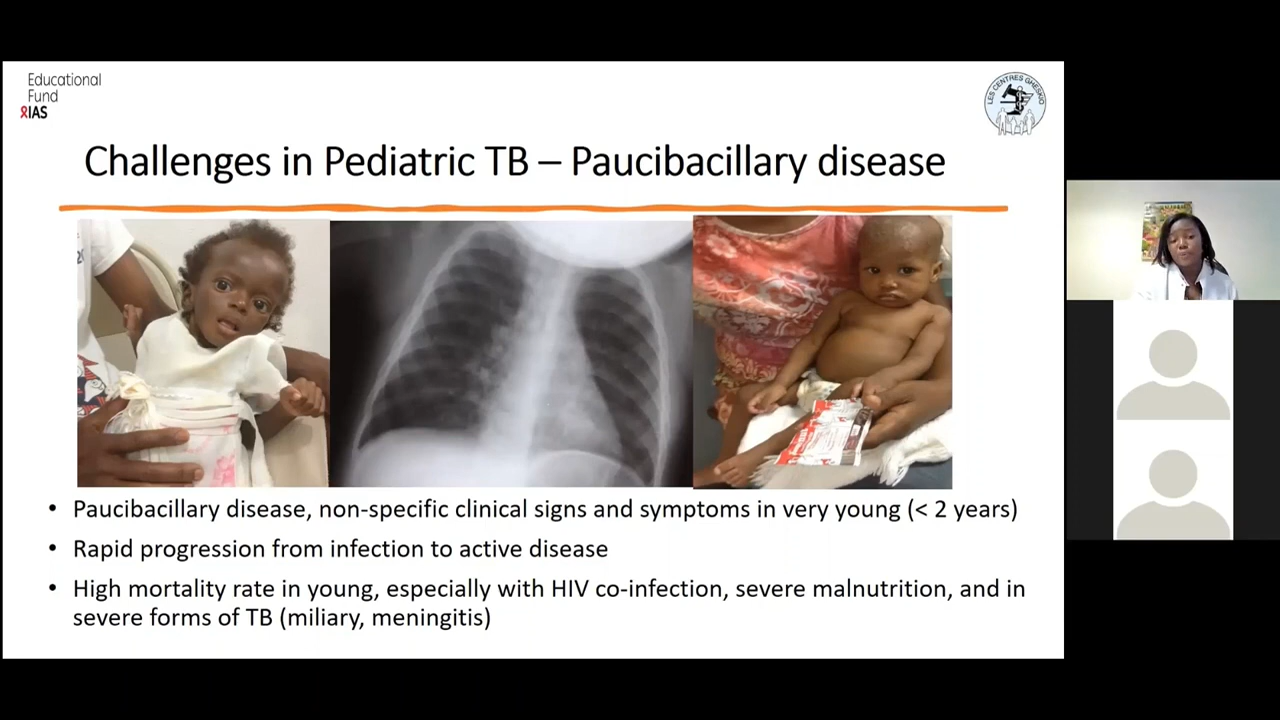 Educational
Fund
IAS
LES CENTRES GHESKIO
Challenges in Pediatric TB – Paucibacillary disease
• Paucibacillary disease, non-specific clinical signs and symptoms in very young (< 2 years)
• Rapid progression from infection to active disease
• High mortality rate in young, especially with HIV co-infection, severe malnutrition, and in
severe forms of TB (miliary, meningitis)